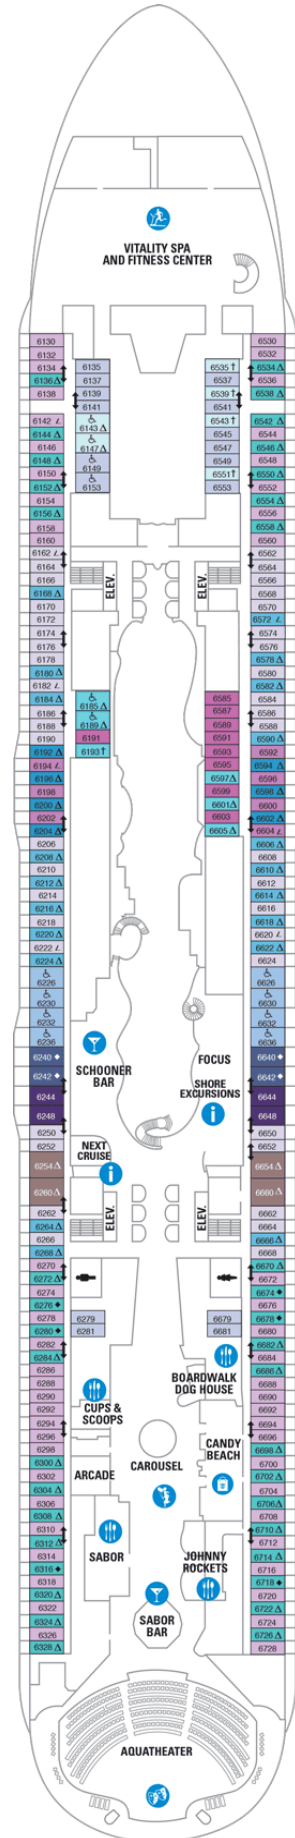 VITALITY SPA
AND FITNESS CENTER
6130
6132
6134
6136 Δ
6138
6142
6144 Δ
6146
6148 Δ
6150
6152 Δ
6154
6156 Δ
6158
6160
6162
6164
6166
6168 Δ
6170
6172
6174
6176
6178
6180 Δ
6182
6184 Δ
6186
6188
6190
6192 Δ
6194
6196 Δ
6198
6200 Δ
6202
6204 Δ
6206
6208 Δ
6210
6212 Δ
6214
6216 Δ
6218
6220 Δ
6222
6224 Δ
6226
6230
6232
6236
6240 ◆
6242 ◆
6244
6248
6250
6252
6254 Δ
6260 Δ
6262
6264 Δ
6266
6268 Δ
6270
6272 Δ
6274
6276 ◆
6278
6280 ◆
6282
6284 Δ
6286
6288
6290
6292
6294
6296
6298
6300 Δ
6302
6304 Δ
6306
6308 Δ
6310
6312 Δ
6314
6316 ◆
6318
6320 Δ
6322
6324 Δ
6326
6328 Δ
6135
6137
6139
6141
6143 Δ
6147 Δ
6149
6153
ELEV.
6185 Δ
6189 Δ
6191
6193 †
SCHOONER
BAR
NEXT
CRUISE
ELEV.
6279
6281
CUPS &
SCOOPS
ARCADE
SABOR
CAROUSEL
SABOR
BAR
6535 †
6537
6539 †
6541
6543 †
6545
6547
6549
6551 †
6553
ELEV.
6585
6587
6589
6591
6593
6595
6597 Δ
6599
6601 Δ
6603
6605 Δ
FOCUS
SHORE
EXCURSIONS
ELEV.
6679
6681
BOARDWALK
DOG HOUSE
CANDY
BEACH
JOHNNY
ROCKETS
6530
6532
6534 Δ
6536
6538 Δ
6542 Δ
6544
6546 Δ
6548
6550 Δ
6552
6554 Δ
6556
6558 Δ
6560
6562
6564
6566
6568
6570
6572
6574
6576
6578 Δ
6580
6582 Δ
6584
6586
6588
6590 Δ
6592
6594 Δ
6596
6598 Δ
6600
6602 Δ
6604
6606 Δ
6608
6610 Δ
6612
6614 Δ
6616
6618 Δ
6620
6622 Δ
6624
6626
6630
6632
6636
6640 ◆
6642 ◆
6644
6648
6650
6652
6654 Δ
6660 Δ
6662
6664
6666 Δ
6668
6670 Δ
6672
6674 ◆
6676
6678 ◆
6680
6682 Δ
6684
6686 Δ
6688
6690
6692
6694
6696
6698 Δ
6700
6702 Δ
6704
6706 Δ
6708
6710 Δ
6712
6714 Δ
6716
6718 ◆
6720
6722 Δ
6724
6726 Δ
6728
AQUATHEATER